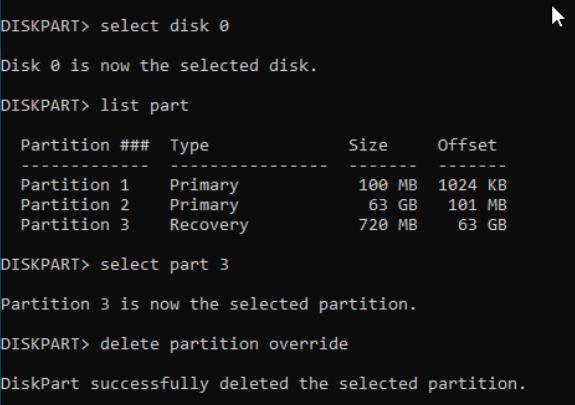 DISKPART> select disk 0
Disk 0 is now the selected disk.
DISKPART> list part
  Partition ###  Type              Size     Offset
  -------------  ----------------  -------  -------
  Partition 1    Primary            100 MB  1024 KB
  Partition 2    Primary             63 GB   101 MB
  Partition 3    Recovery           720 MB    63 GB
DISKPART> select part 3
Partition 3 is now the selected partition.
DISKPART> delete partition override
DiskPart successfully deleted the selected partition.